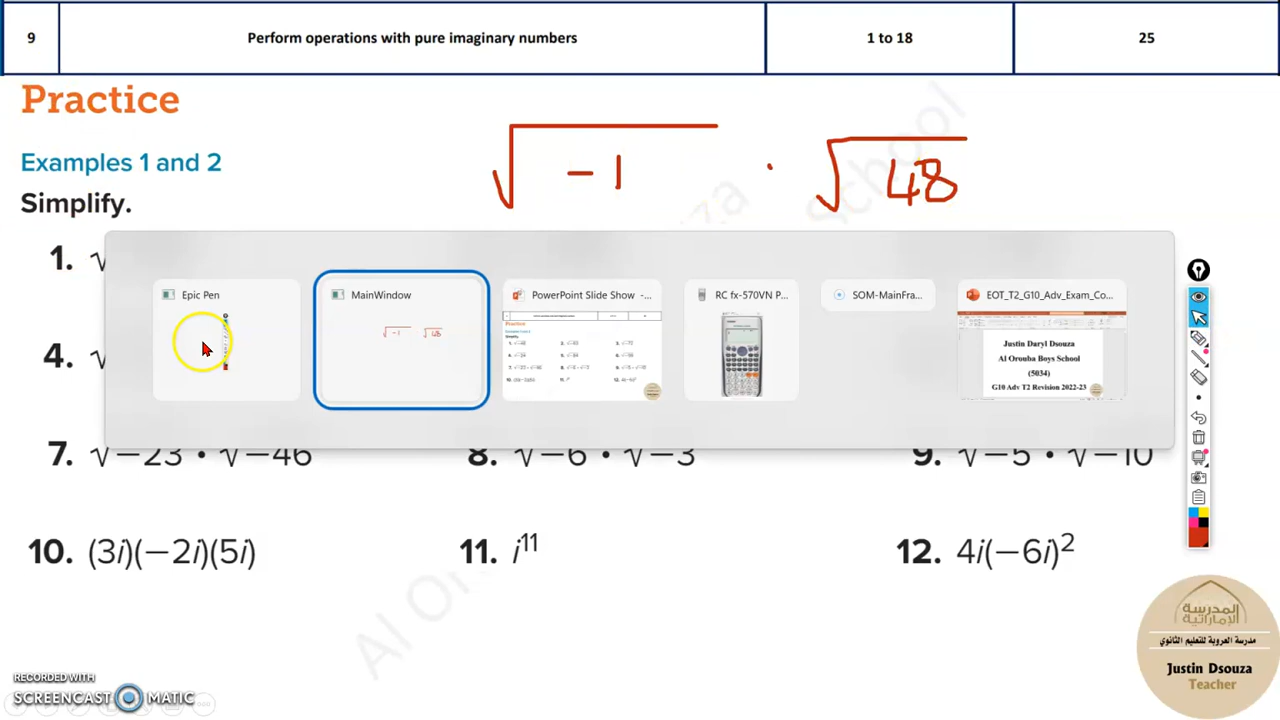 9 Perform operations with pure imaginary numbers 1 to 18 25
Practice
Examples 1 and 2
Simplify.
√-1 · √48
1. √
Epic Pen
MainWindow
PowerPoint Slide Show -...
RC fx-570VN P...
SOM-MainFra...
EOT_T2_G10_Adv_Exam_Co...
Justin Daryl Dsouza
Al Orouba Boys School
(5034)
G10 Adv T2 Revision 2022-23
4. √
7. √−23 • √−46
8. √−6 • √−3
9. √−5 • √−10
10. (3i)(−2i)(5i)
11. i¹¹
12. 4i(−6i)²
المدرسة
الإماراتية
مدرسة العروبة للتعليم الثانوي
Justin Dsouza
Teacher
RECORDED WITH
SCREENCAST MATIC